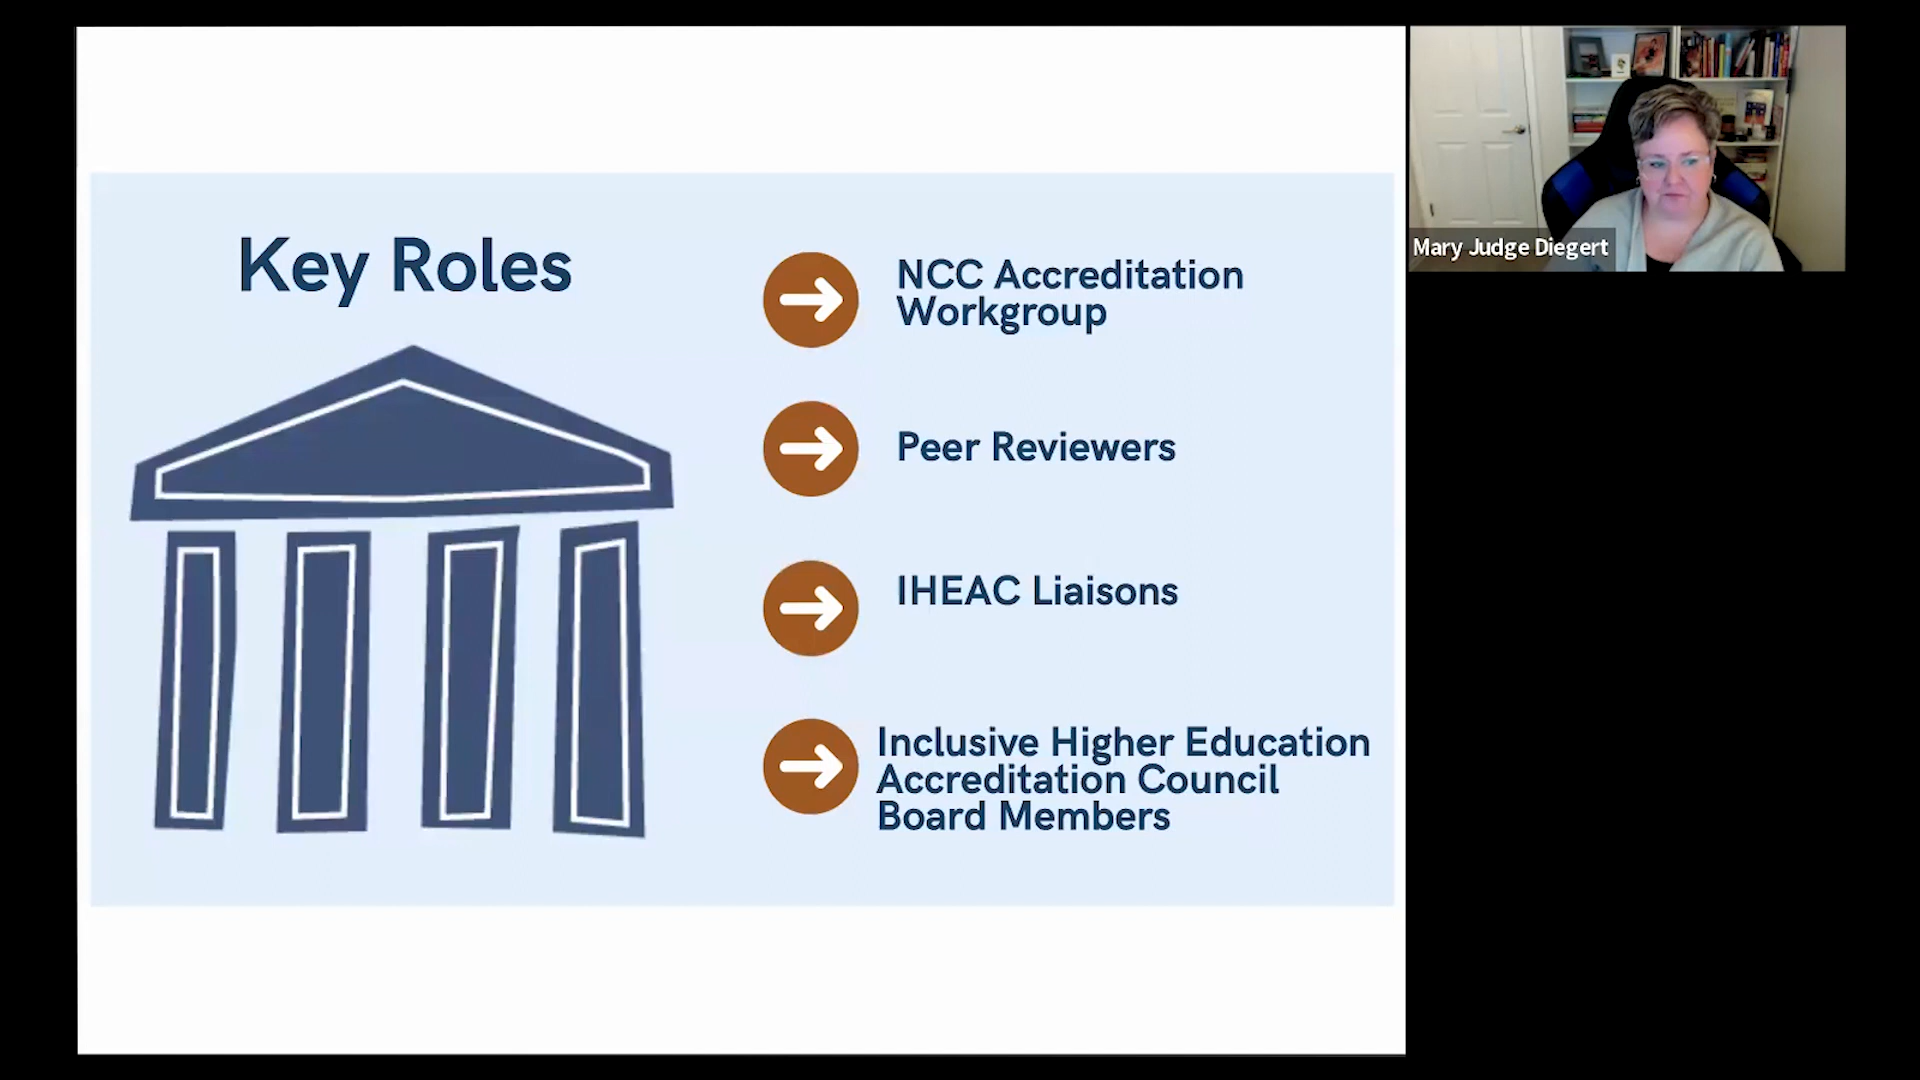 Key Roles
NCC Accreditation
Workgroup
Peer Reviewers
IHEAC Liaisons
Inclusive Higher Education
Accreditation Council
Board Members
Mary Judge Diegert